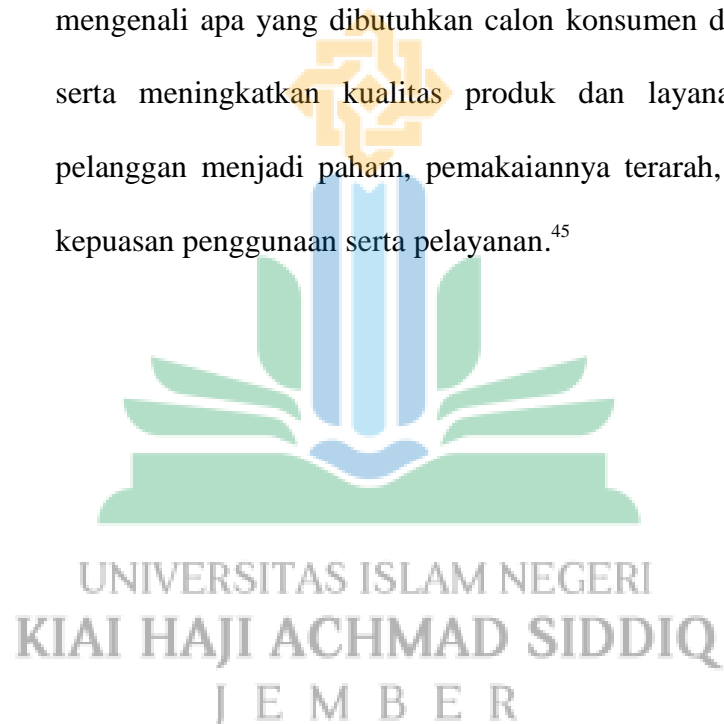 mengenali apa yang dibutuhkan calon konsumen
serta meningkatkan kualitas produk dan
pelanggan menjadi paham, pemakaiannya terarah,
kepuasan penggunaan serta pelayanan.⁴⁵
UNIVERSITAS ISLAM NEGERI
KIAI HAJI ACHMAD SIDDIQ
JEMBER